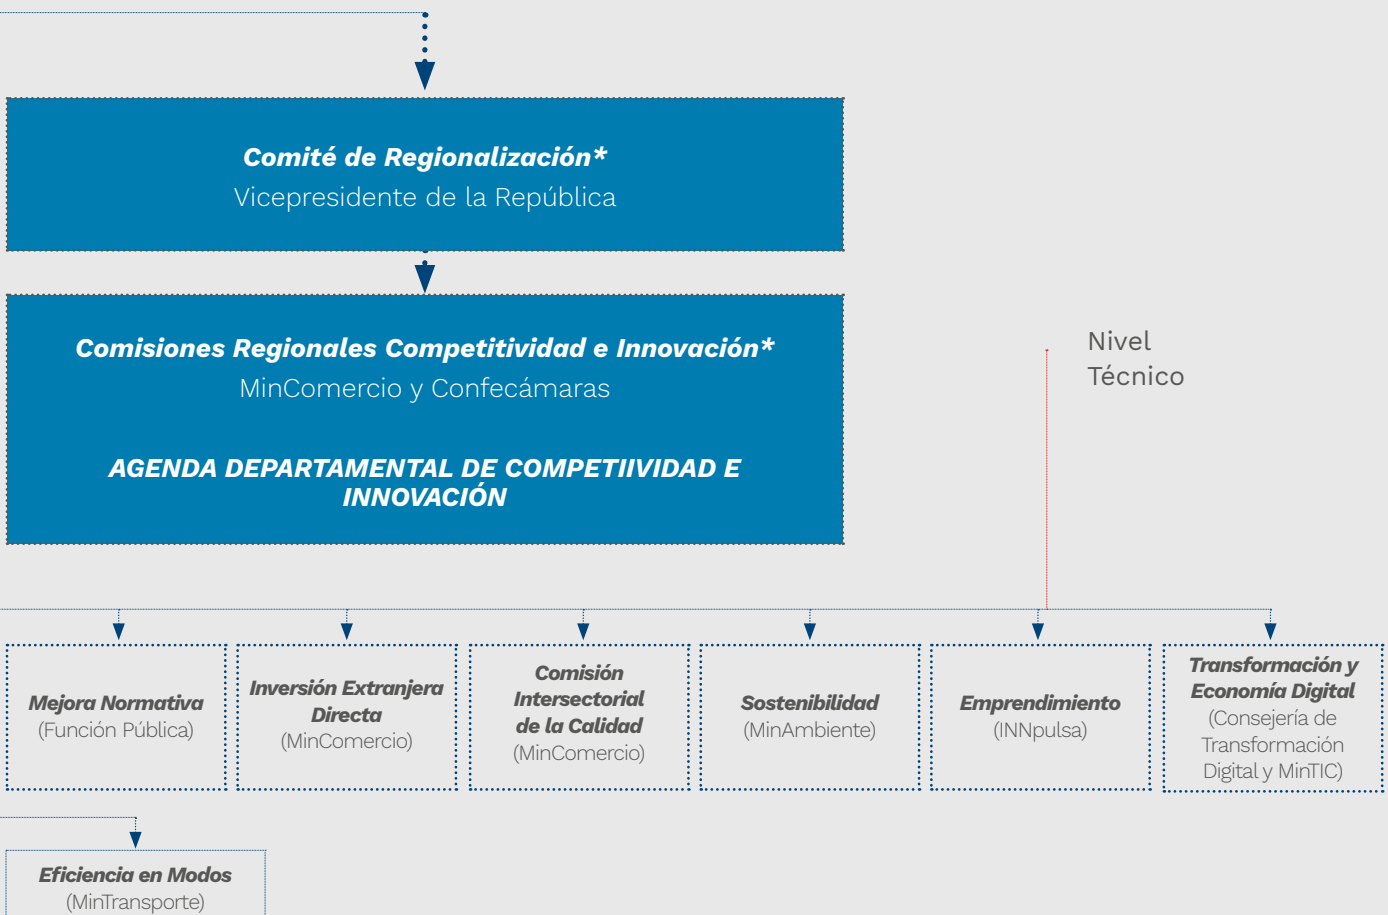 Comité de Regionalización*
Vicepresidente de la República
Comisiones Regionales Competitividad e Innovación*
MinComercio y Confecámaras
AGENDA DEPARTAMENTAL DE COMPETIIVIDAD E
INNOVACIÓN
Nivel
Técnico
Mejora Normativa
(Función Pública)
Inversión Extranjera
Directa
(MinComercio)
Comisión
Intersectorial
de la Calidad
(MinComercio)
Sostenibilidad
(MinAmbiente)
Emprendimiento
(INNpulsa)
Transformación y
Economía Digital
(Consejería de
Transformación
Digital y MinTIC)
Eficiencia en Modos
(MinTransporte)